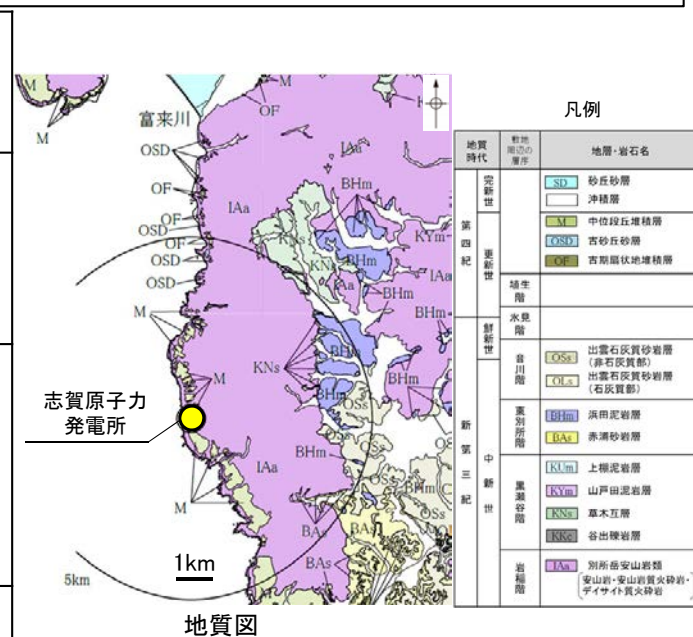 M
M
富来川
OF
OSD
IAa
BHm
OF
IAa
KNs
KYm
OF
OSD
OF
OSD
OSD
BHm
IAa
BHm
BHm
M
KNs
BHm
BHm
OSs
M
志賀原子力
発電所
BHm
OSs
IAa
M
BAs
OSs
BAs
BAs
5km
1km
地質図
凡例
地質
時代
敷地
周辺の
層序
地層・岩石名
第四紀
完新世
SD 砂丘砂層
沖積層
更新世
M 中位段丘堆積層
OSD 古砂丘砂層
OF 古期扇状地堆積層
埴生階
新第三紀
鮮新世
氷見階
中新世
音川階
OSs 出雲石灰質砂岩層
(非石灰質部)
OLs 出雲石灰質砂岩層
(石灰質部)
東別所階
BHm 浜田泥岩層
BAs 赤浦砂岩層
黒瀬谷階
KUm 上棚泥岩層
KYm 山戸田泥岩層
KNs 草木互層
KKc 谷出礫岩層
岩稲階
IAa 別所岳安山岩類
(安山岩・安山岩質火砕岩・
デイサイト質火砕岩)